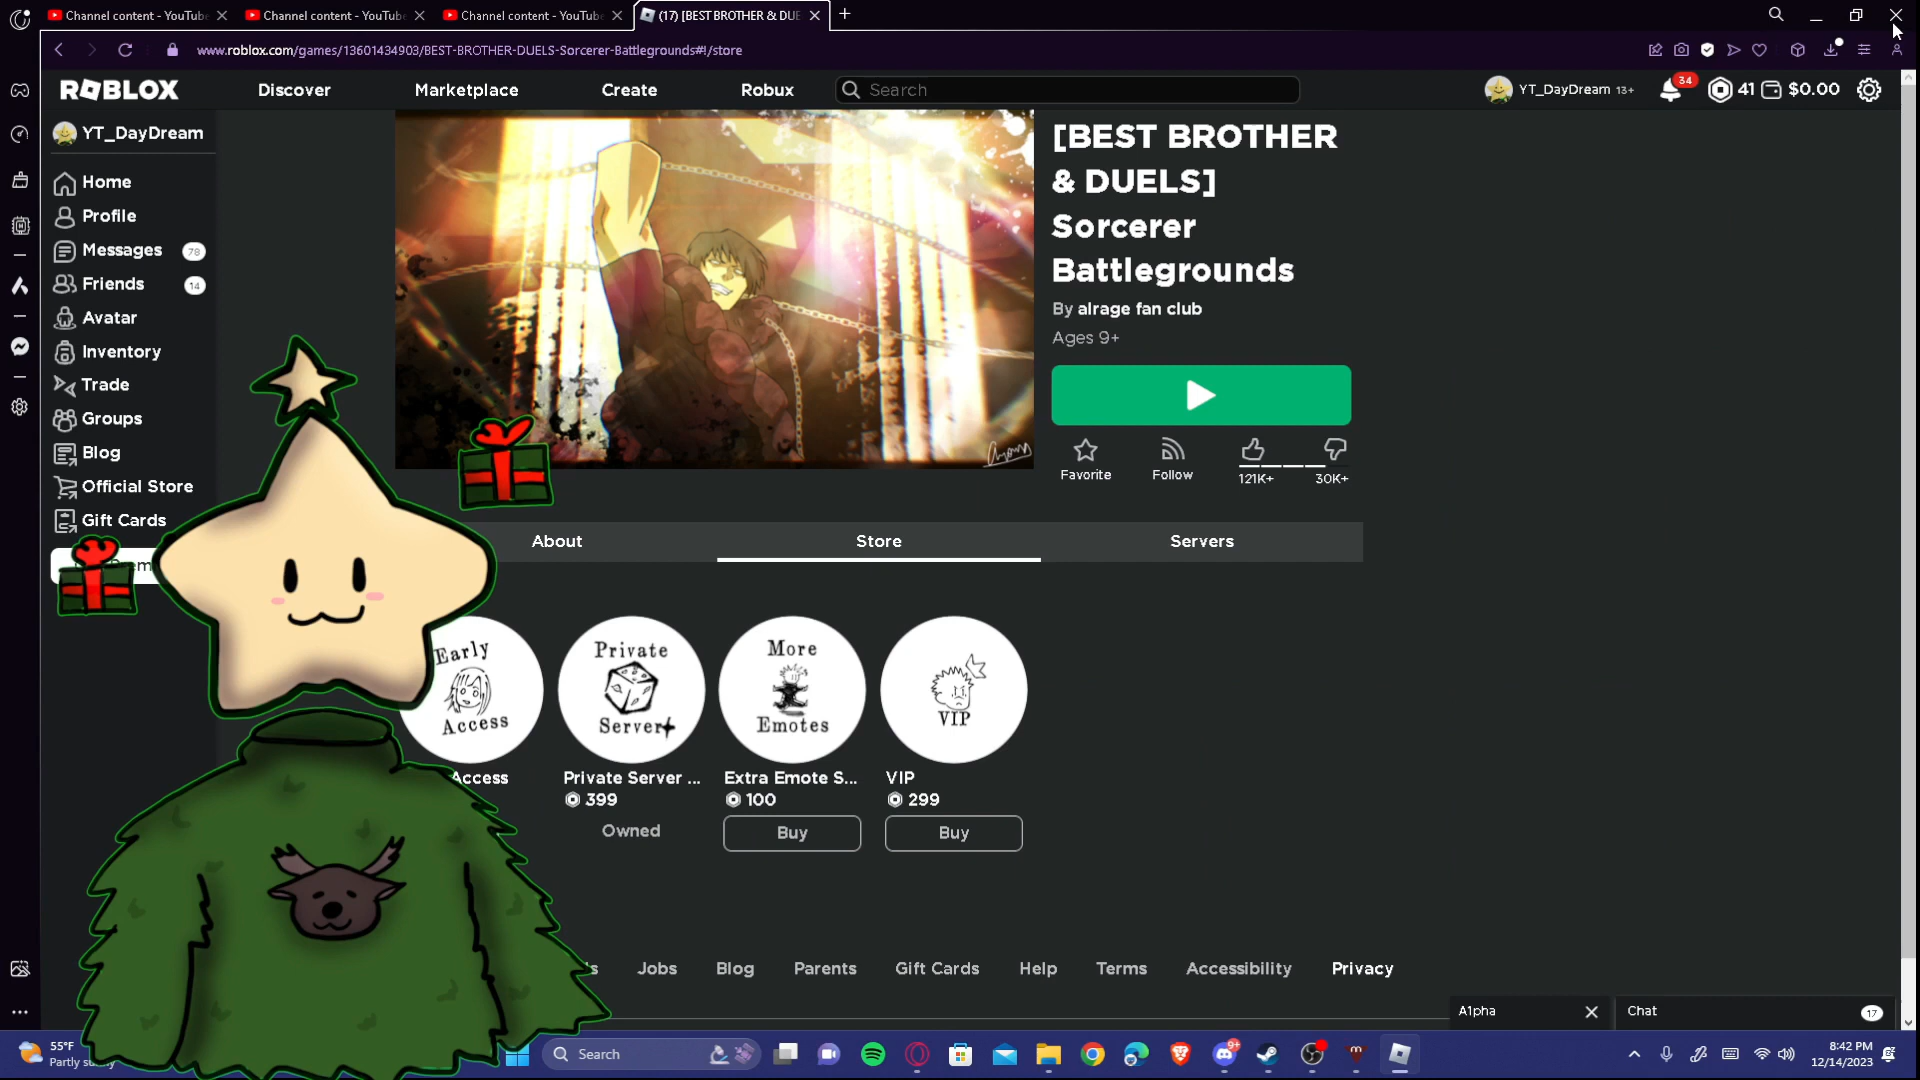 Channel content - YouTube
Channel content - YouTube
Channel content - YouTube
(17) [BEST BROTHER & DUE
www.roblox.com/games/13601434903/BEST-BROTHER-DUELS-Sorcerer-Battlegrounds#!/store
ROBLOX
Discover
Marketplace
Create
Robux
Search
YT_DayDream 13+
34
41
$0.00
YT_DayDream
Home
Profile
Messages 78
Friends 14
Avatar
Inventory
Trade
Groups
Blog
Official Store
Gift Cards
[BEST BROTHER
& DUELS]
Sorcerer
Battlegrounds
By alrage fan club
Ages 9+
Favorite
Follow
121K+
30K+
About
Store
Servers
Early
Access
Private
Server+
More
Emotes
VIP
Access
Private Server ...
399
Owned
Extra Emote S...
100
Buy
VIP
299
Buy
Jobs
Blog
Parents
Gift Cards
Help
Terms
Accessibility
Privacy
A1pha
Chat
17
55°F
Partly su
Search
9+
8:42 PM
12/14/2023